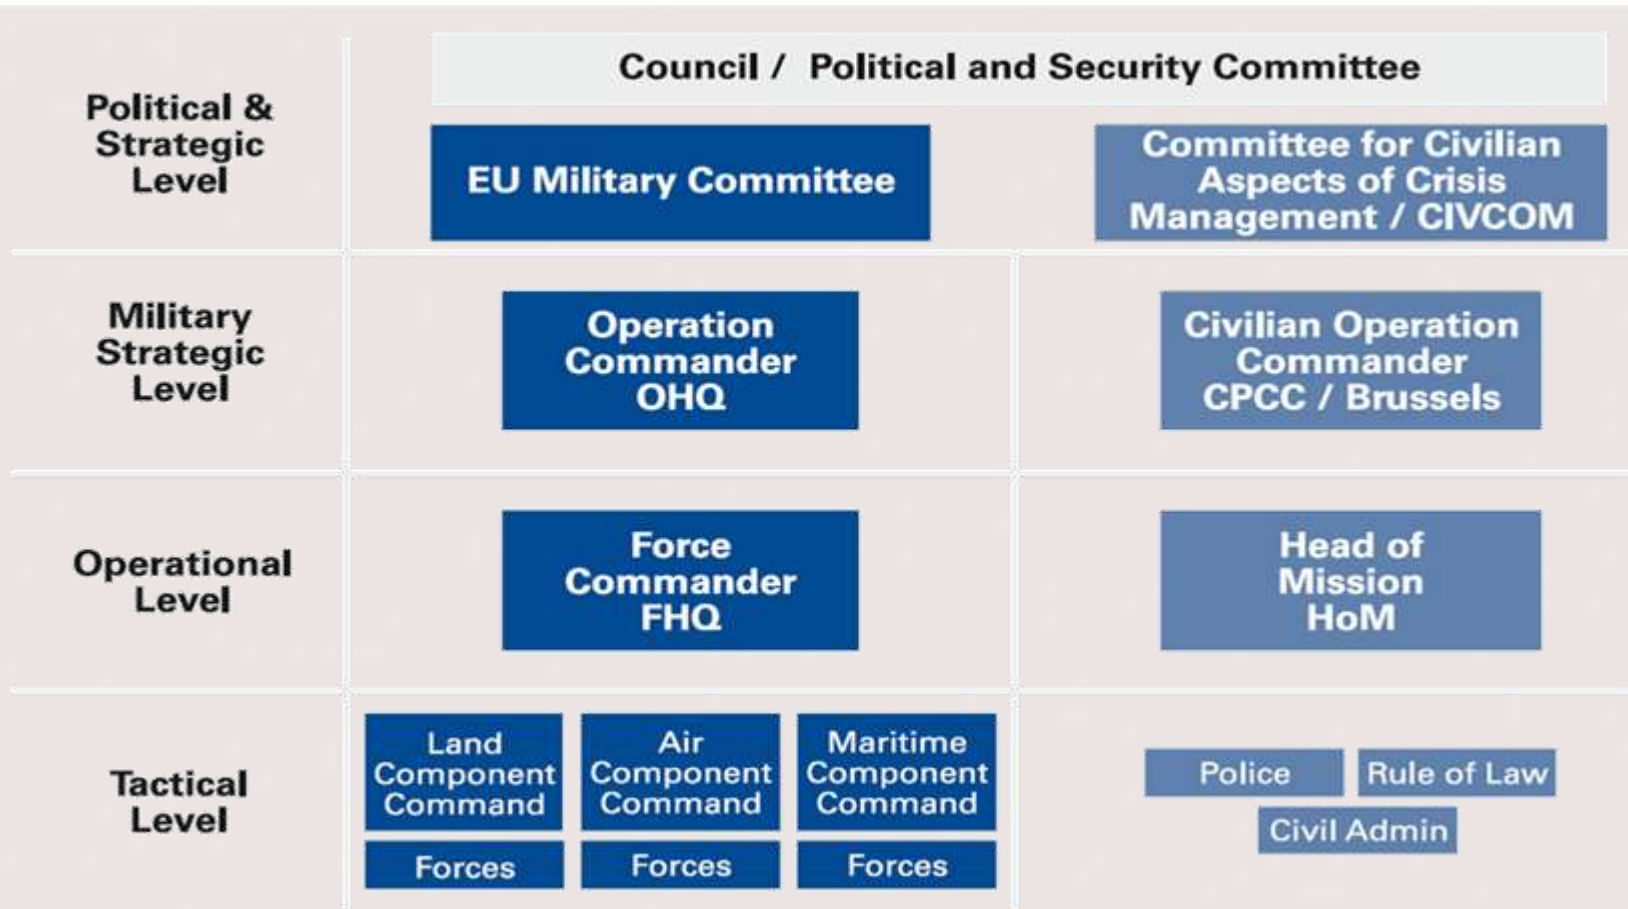 Council / Political and Security Committee
Political &
Strategic
Level
EU Military Committee
Committee for Civilian
Aspects of Crisis
Management / CIVCOM
Military
Strategic
Level
Operation
Commander
OHQ
Civilian Operation
Commander
CPCC / Brussels
Operational
Level
Force
Commander
FHQ
Head of
Mission
HoM
Tactical
Level
Land
Component
Command
Air
Component
Command
Maritime
Component
Command
Forces
Forces
Forces
Police
Rule of Law
Civil Admin